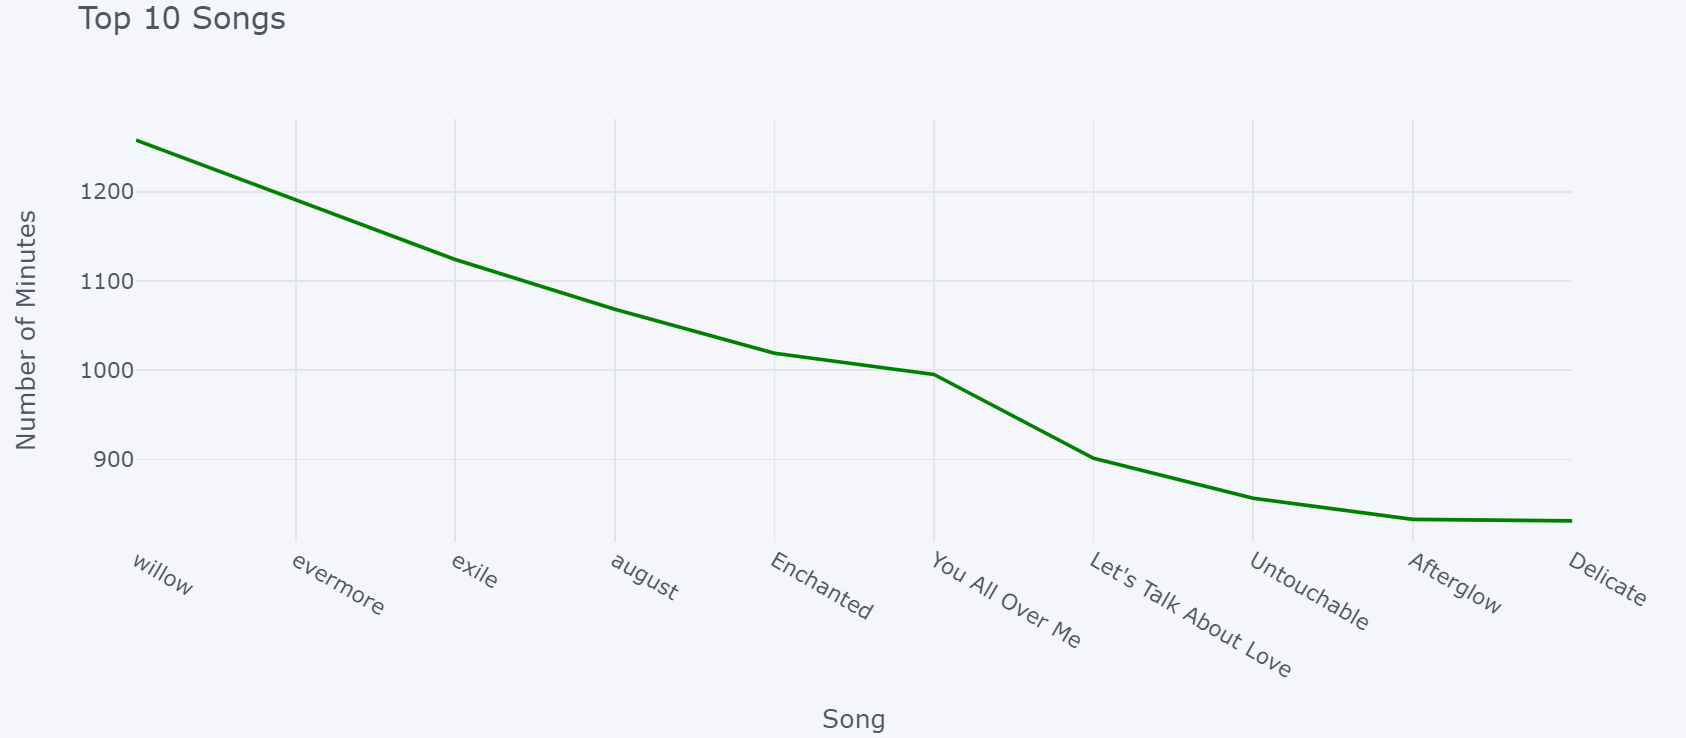 Top 10 Songs
Number of Minutes
1200
1100
1000
900
willow
evermore
exile
august
Enchanted
You All Over Me
Let's Talk About Love
Untouchable
Afterglow
Delicate
Song